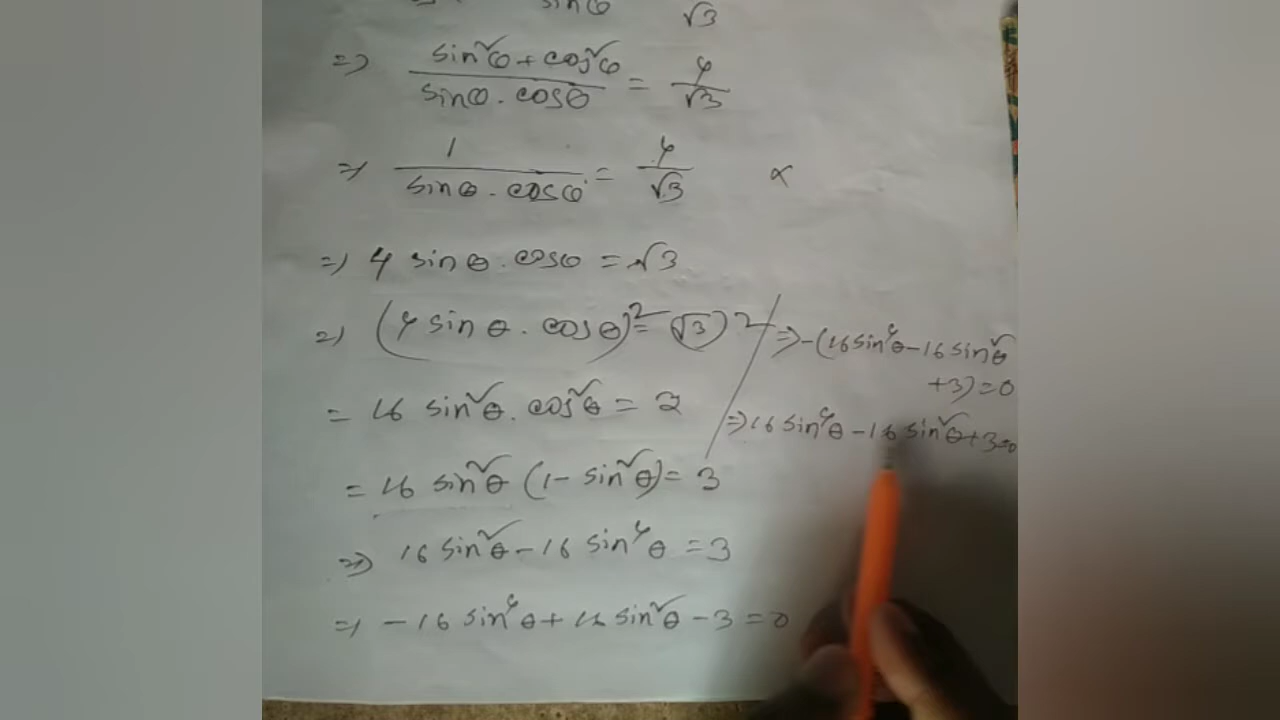 sinθ √3
=> sin²θ + cos²θ / sinθ . cosθ = 4/√3
=> 1 / sinθ . cosθ = 4/√3
=> 4 sinθ . cosθ = √3
=> (4 sinθ . cosθ)² = √3)²
= 16 sin²θ . cos²θ = 3
= 16 sin²θ (1 - sin²θ) = 3
=> 16 sin²θ - 16 sin⁴θ = 3
=> - 16 sin⁴θ + 16 sin²θ - 3 = 0
=> -(16 sin⁴θ - 16 sin²θ
+3) = 0
=> 16 sin⁴θ - 16 sin²θ + 3 = 0